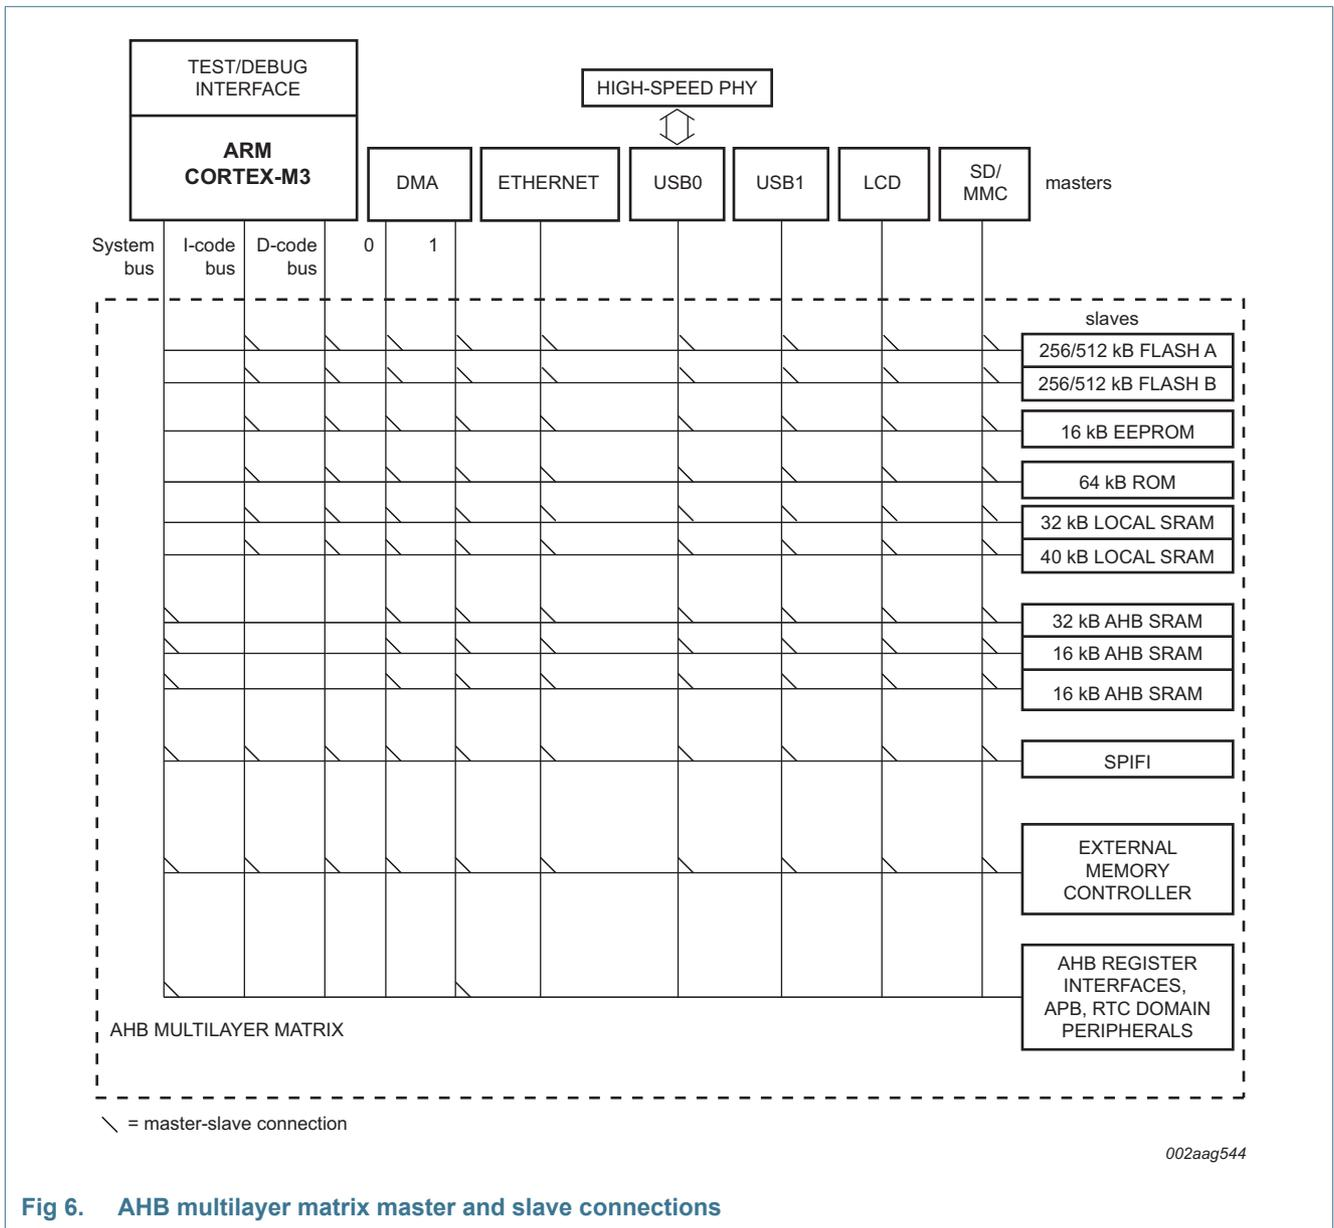 TEST/DEBUG
INTERFACE
ARM
CORTEX-M3
HIGH-SPEED PHY
DMA
ETHERNET
USB0
USB1
LCD
SD/
MMC
masters
System
bus
I-code
bus
D-code
bus
0
1
slaves
256/512 kB FLASH A
256/512 kB FLASH B
16 kB EEPROM
64 kB ROM
32 kB LOCAL SRAM
40 kB LOCAL SRAM
32 kB AHB SRAM
16 kB AHB SRAM
16 kB AHB SRAM
SPIFI
EXTERNAL
MEMORY
CONTROLLER
AHB REGISTER
INTERFACES,
APB, RTC DOMAIN
PERIPHERALS
AHB MULTILAYER MATRIX
= master-slave connection
002aag544
Fig 6. AHB multilayer matrix master and slave connections